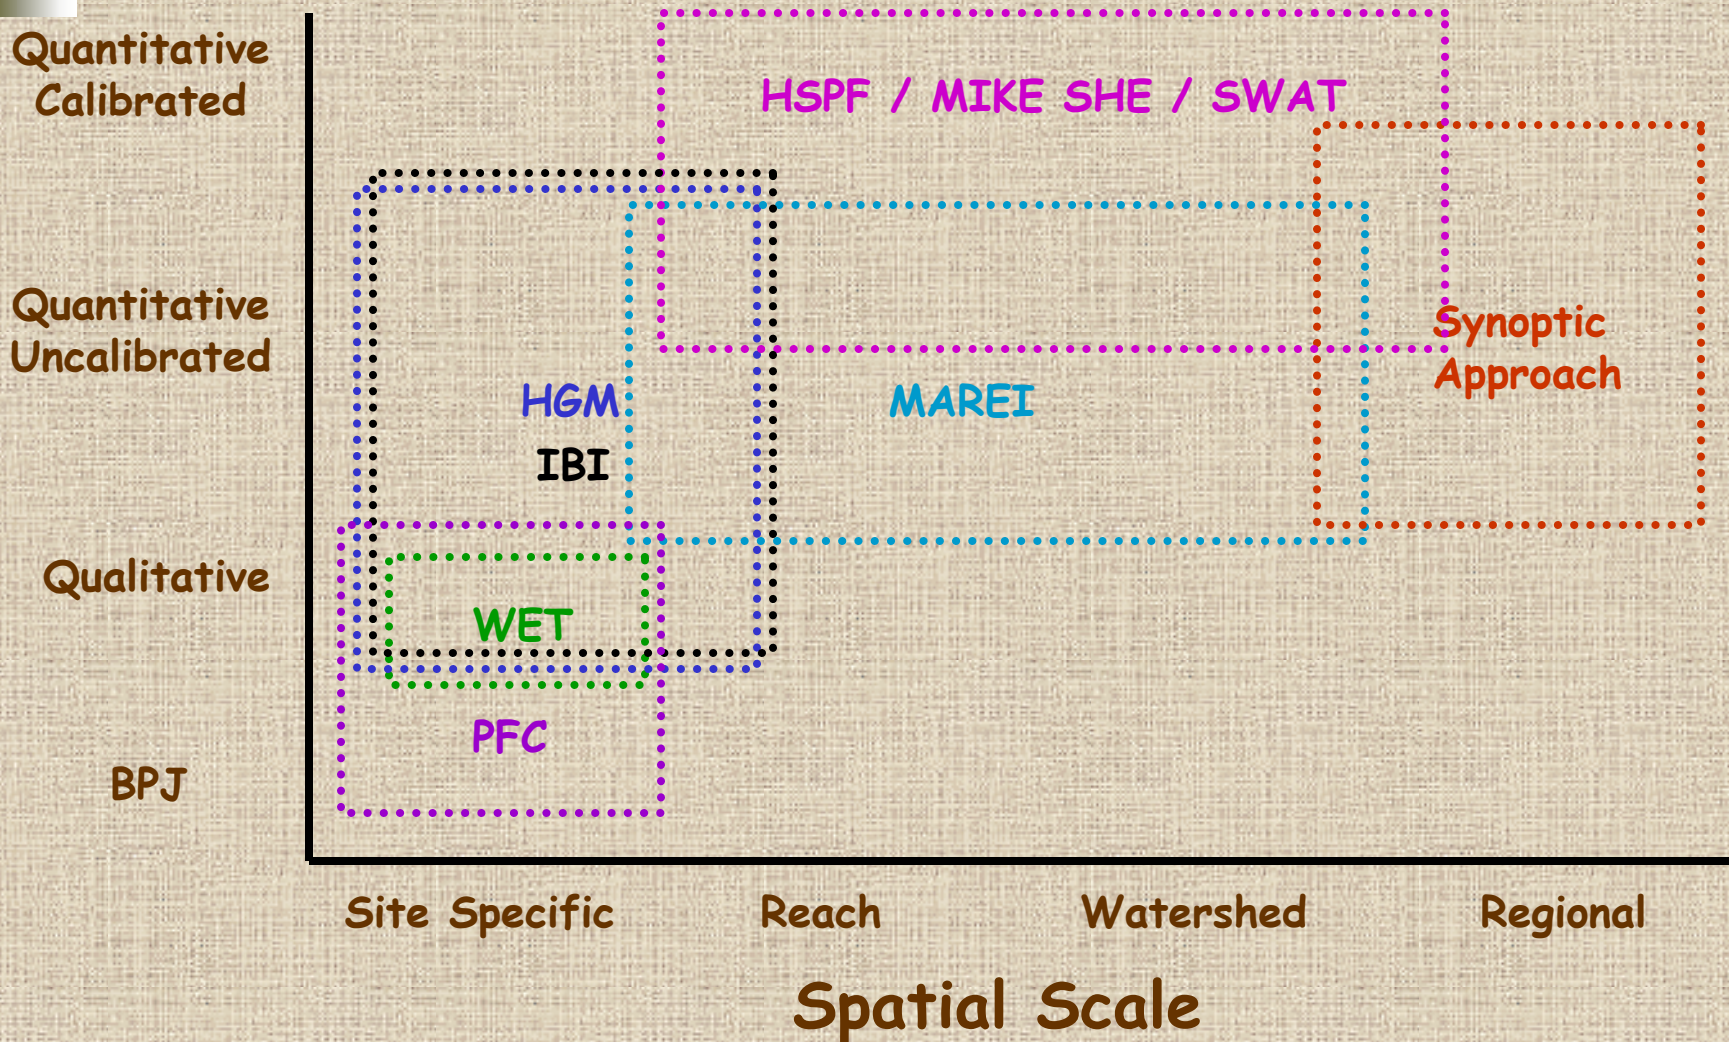 Quantitative
Calibrated
HSPF / MIKE SHE / SWAT
Quantitative
Uncalibrated
Synoptic
Approach
HGM
MAREI
IBI
Qualitative
WET
PFC
BPJ
Site Specific
Reach
Watershed
Regional
Spatial Scale